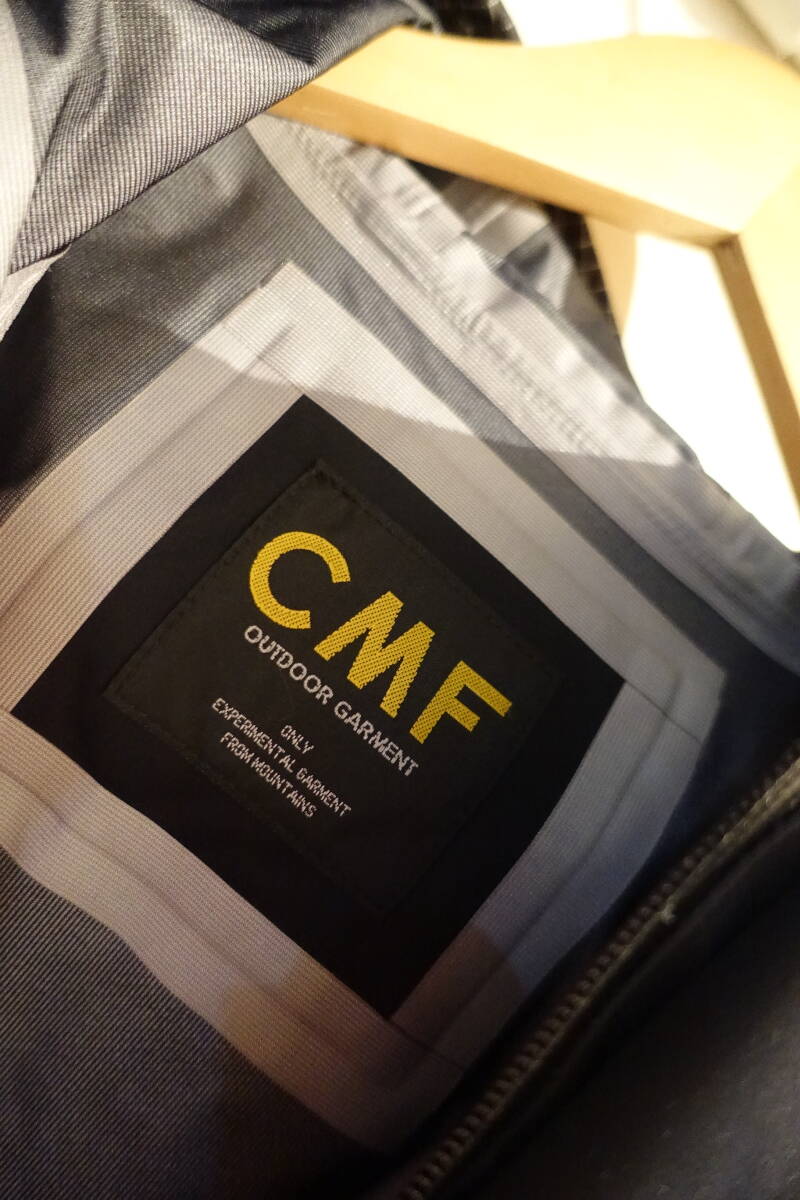 CMF
OUTDOOR GARMENT
ONLY
EXPERIMENTAL GARMENT
FROM MOUNTAINS